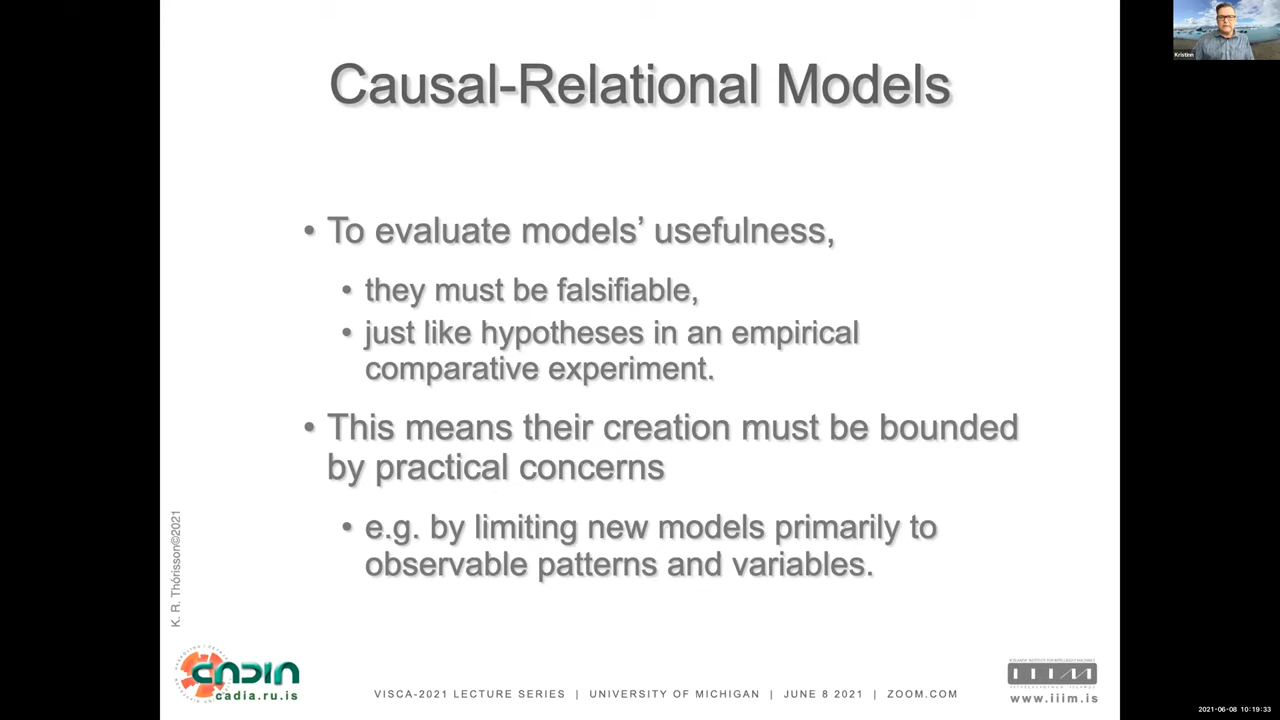 Kristinn
Causal-Relational Models
• To evaluate models’ usefulness,
• they must be falsifiable,
• just like hypotheses in an empirical
comparative experiment.
• This means their creation must be bounded
by practical concerns
• e.g. by limiting new models primarily to
observable patterns and variables.
K. R. Thórisson©2021
cadia.ru.is
VISCA-2021 LECTURE SERIES | UNIVERSITY OF MICHIGAN | JUNE 8 2021 | ZOOM.COM
IIIM
www.iiim.is
2021-06-08 10:19:33